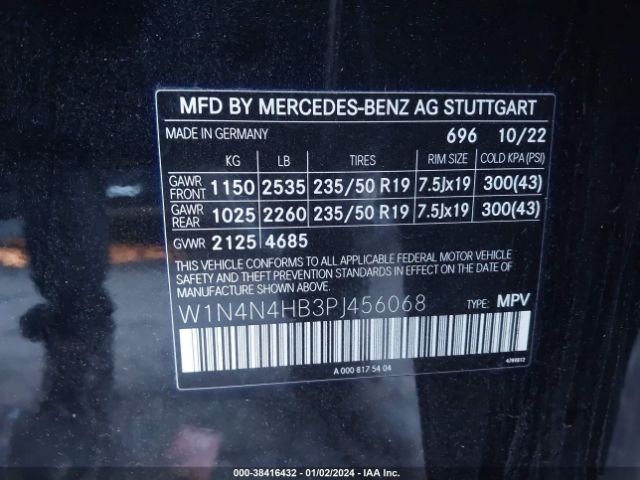 MFD BY MERCEDES-BENZ AG STUTTGART
MADE IN GERMANY 696 10/22
KG LB TIRES RIM SIZE COLD KPA (PSI)
GAWR FRONT 1150 2535 235/50 R19 7.5Jx19 300(43)
GAWR REAR 1025 2260 235/50 R19 7.5Jx19 300(43)
GVWR 2125 4685
THIS VEHICLE CONFORMS TO ALL APPLICABLE FEDERAL MOTOR VEHICLE
SAFETY AND THEFT PREVENTION STANDARDS IN EFFECT ON THE DATE OF
MANUFACTURE SHOWN ABOVE.
W1N4N4HB3PJ456068 TYPE: MPV
A 000 817 54 04
000-38416432 - 01/02/2024 - IAA Inc.